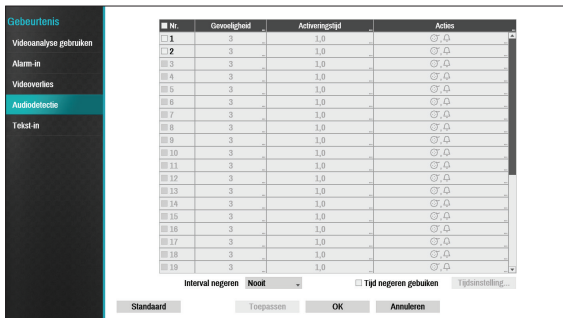 Gebeurtenis
Videoanalyse gebruiken
Alarm-in
Videoverlies
Audiodetectie
Tekst-in
Nr. Gevoeligheid Activeringstijd Acties
1 3 1,0
2 3 1,0
3 3 1,0
4 3 1,0
5 3 1,0
6 3 1,0
7 3 1,0
8 3 1,0
9 3 1,0
10 3 1,0
11 3 1,0
12 3 1,0
13 3 1,0
14 3 1,0
15 3 1,0
16 3 1,0
17 3 1,0
18 3 1,0
19 3 1,0
Interval negeren Nooit Tijd negeren gebuiken Tijdsinstelling...
Standaard Toepassen OK Annuleren